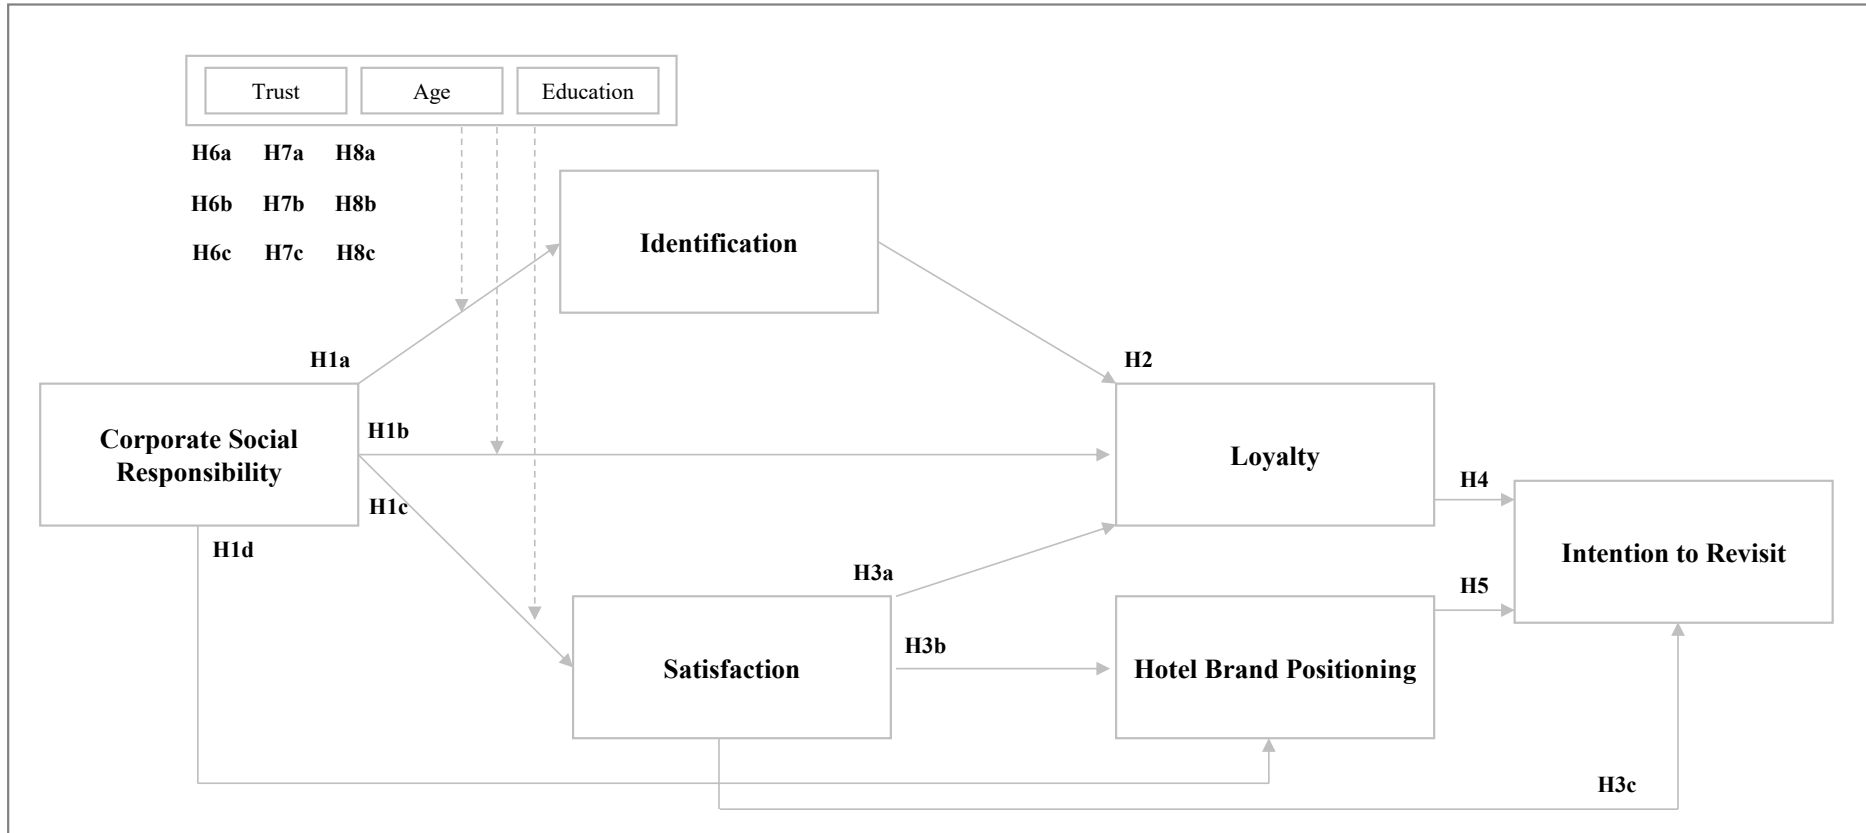 Trust Age Education
H6a H7a H8a
H6b H7b H8b
H6c H7c H8c
Identification
H1a
H2
Corporate Social
Responsibility
H1b
Loyalty
H1c
H4
H1d
Intention to Revisit
H3a
H5
H3b
Satisfaction
Hotel Brand Positioning
H3c